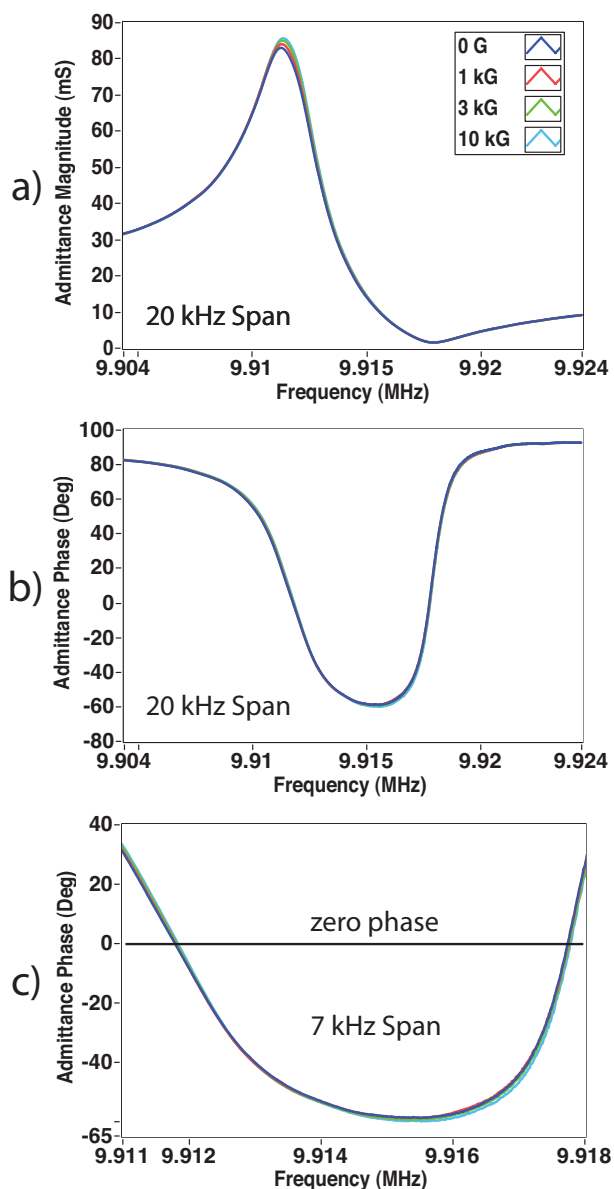 a)
Admittance Magnitude (mS)
90
80
70
60
50
40
30
20
10
0
0 G
1 kG
3 kG
10 kG
20 kHz Span
9.904 9.91 9.915 9.92 9.924
Frequency (MHz)
b)
Admittance Phase (Deg)
100
80
60
40
20
0
-20
-40
-60
-80
20 kHz Span
9.904 9.91 9.915 9.92 9.924
Frequency (MHz)
c)
Admittance Phase (Deg)
40
20
0
-20
-40
-65
zero phase
7 kHz Span
9.911 9.912 9.914 9.916 9.918
Frequency (MHz)